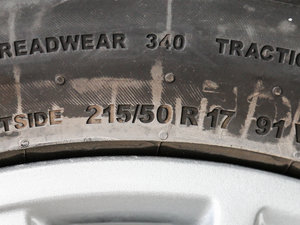 READWEAR 340 TRACTIO
TSIDE 215/50 R 17 91